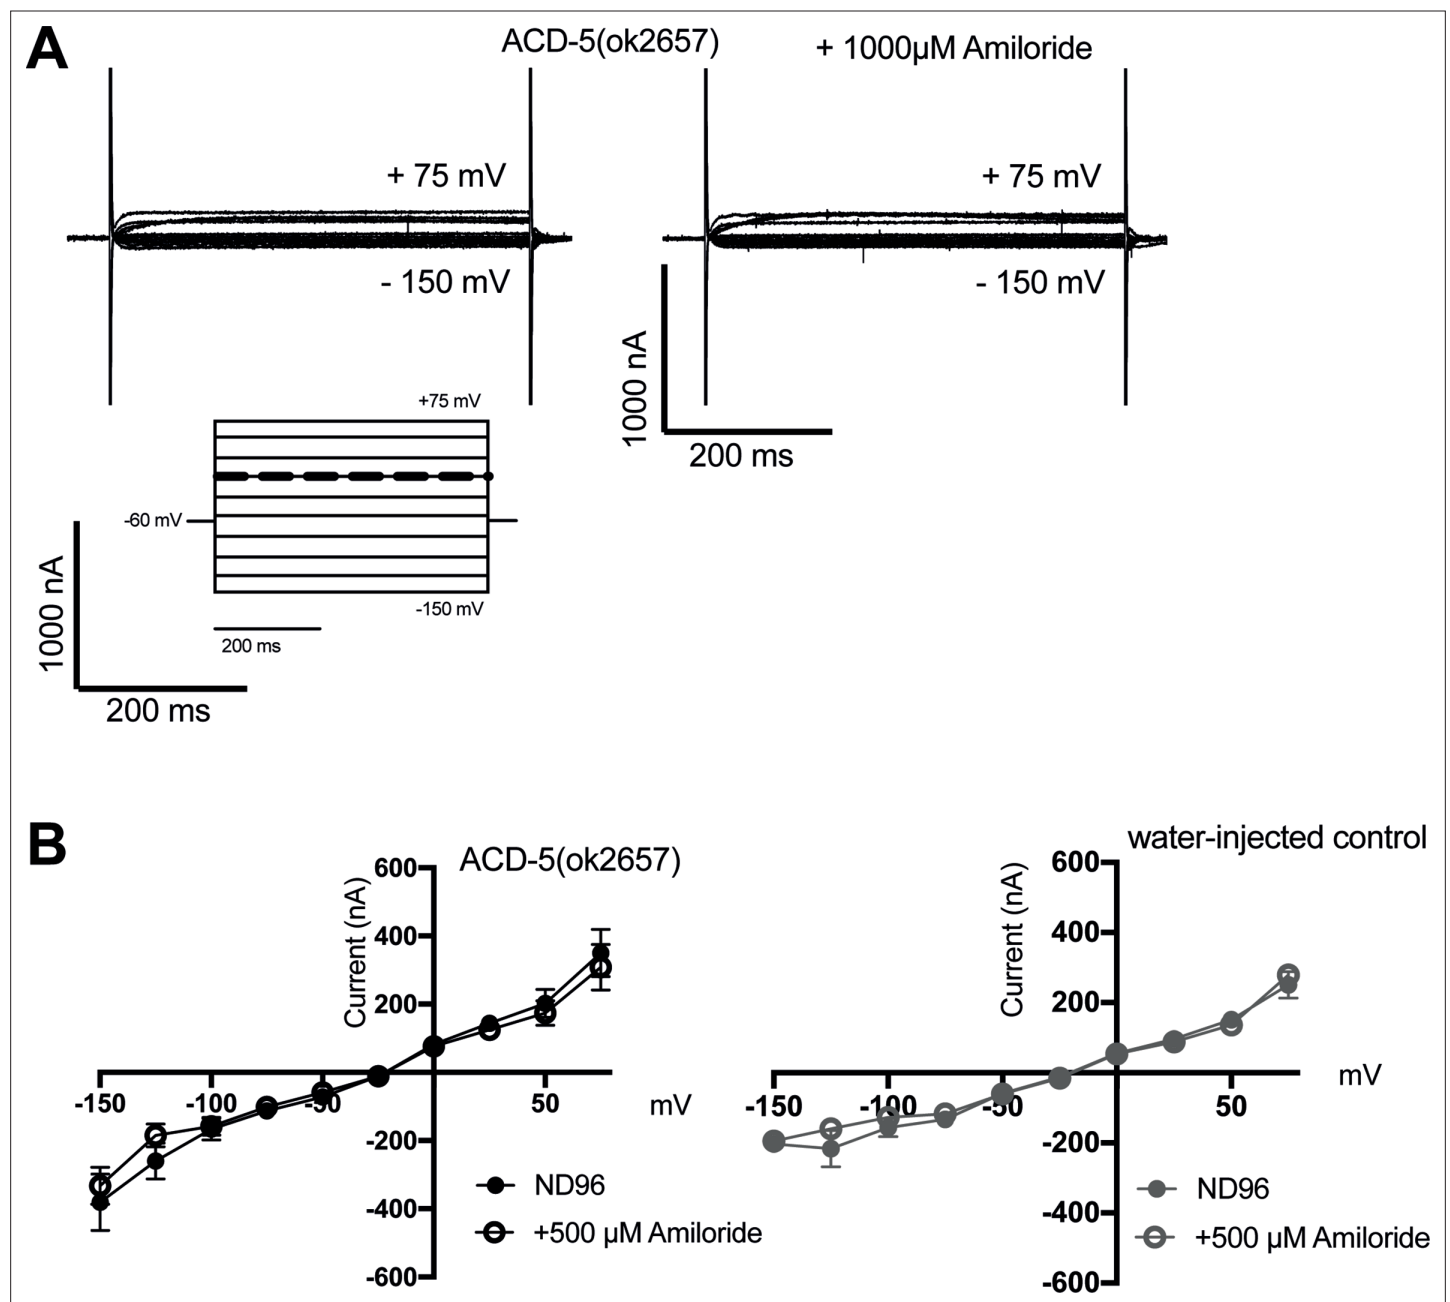 A
ACD-5(ok2657)
+ 1000µM Amiloride
+ 75 mV
- 150 mV
+ 75 mV
- 150 mV
1000 nA
200 ms
+75 mV
-60 mV
-150 mV
200 ms
1000 nA
200 ms
B
ACD-5(ok2657)
Current (nA)
600
400
200
-200
-400
-600
-150
-100
-50
50
mV
ND96
+500 µM Amiloride
water-injected control
Current (nA)
600
400
200
-200
-400
-600
-150
-100
-50
50
mV
ND96
+500 µM Amiloride